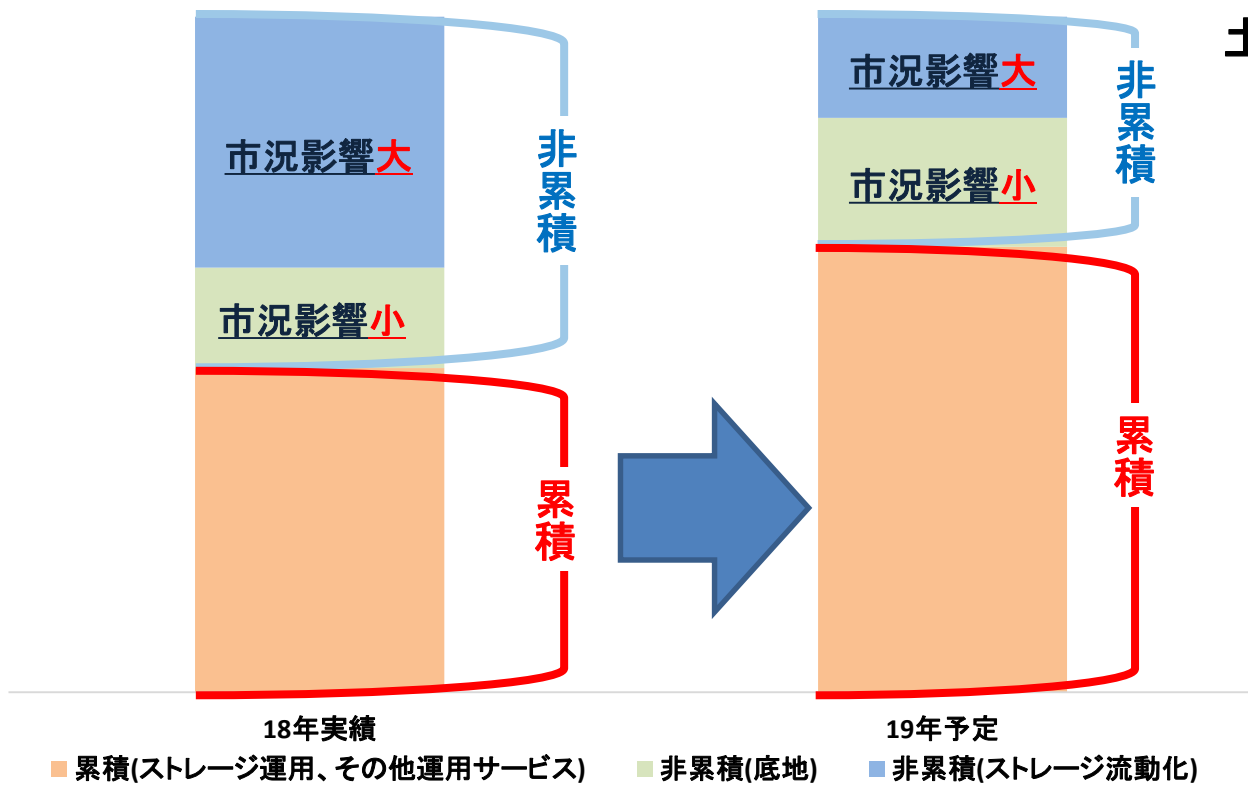 市況影響大
市況影響小
非累積
累積
市況影響大
市況影響小
非累積
累積
18年実績
19年予定
累積(ストレージ運用、その他運用サービス)
非累積(底地)
非累積(ストレージ流動化)